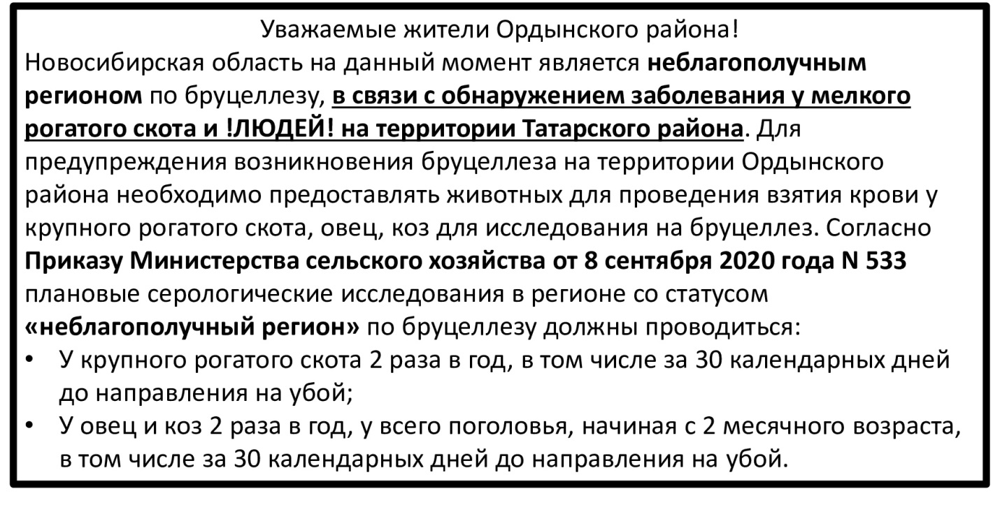 Уважаемые жители Ордынского района!
Новосибирская область на данный момент является неблагополучным
регионом по бруцеллезу, в связи с обнаружением заболевания у мелкого
рогатого скота и !ЛЮДЕЙ! на территории Татарского района. Для
предупреждения возникновения бруцеллеза на территории Ордынского
района необходимо предоставлять животных для проведения взятия крови у
крупного рогатого скота, овец, коз для исследования на бруцеллез. Согласно
Приказу Министерства сельского хозяйства от 8 сентября 2020 года N 533
плановые серологические исследования в регионе со статусом
«неблагополучный регион» по бруцеллезу должны проводиться:
• У крупного рогатого скота 2 раза в год, в том числе за 30 календарных дней
до направления на убой;
• У овец и коз 2 раза в год, у всего поголовья, начиная с 2 месячного возраста,
в том числе за 30 календарных дней до направления на убой.